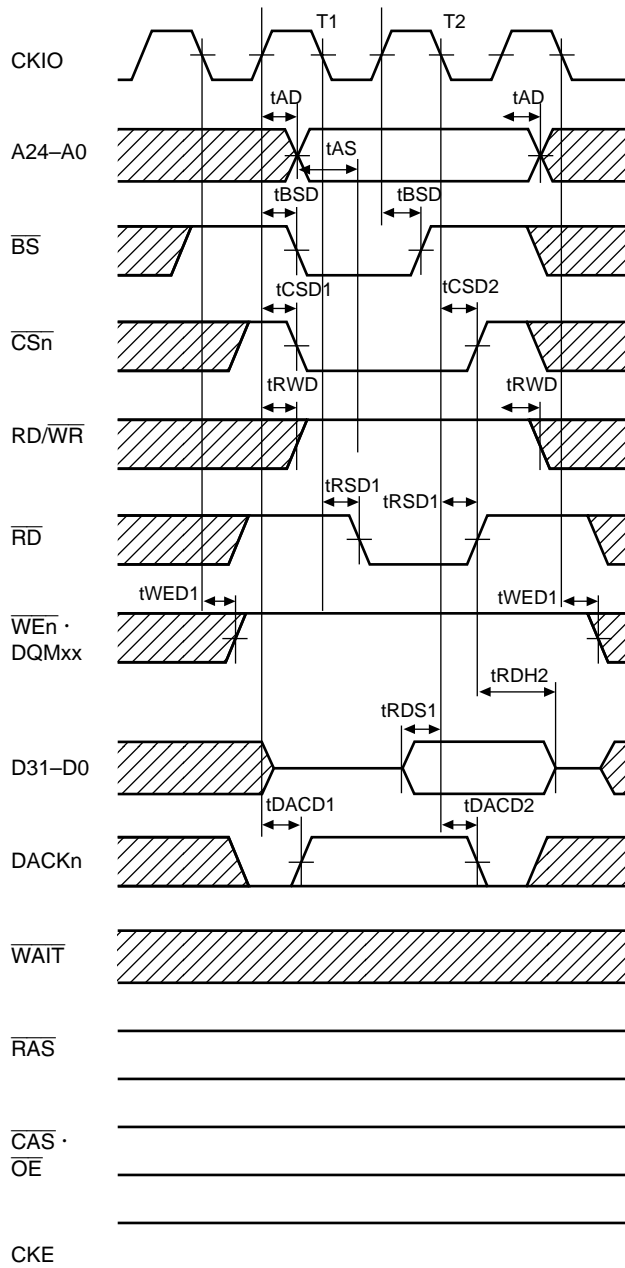 T1 T2
CKIO
tAD tAD
A24–A0
tAS
tBSD tBSD
BS
tCSD1 tCSD2
CSn
tRWD tRWD
RD/WR
tRSD1 tRSD1
RD
tWED1 tWED1
WEn ·
DQMxx
tRDH2
tRDS1
D31–D0
tDACD1 tDACD2
DACKn
WAIT
RAS
CAS ·
OE
CKE